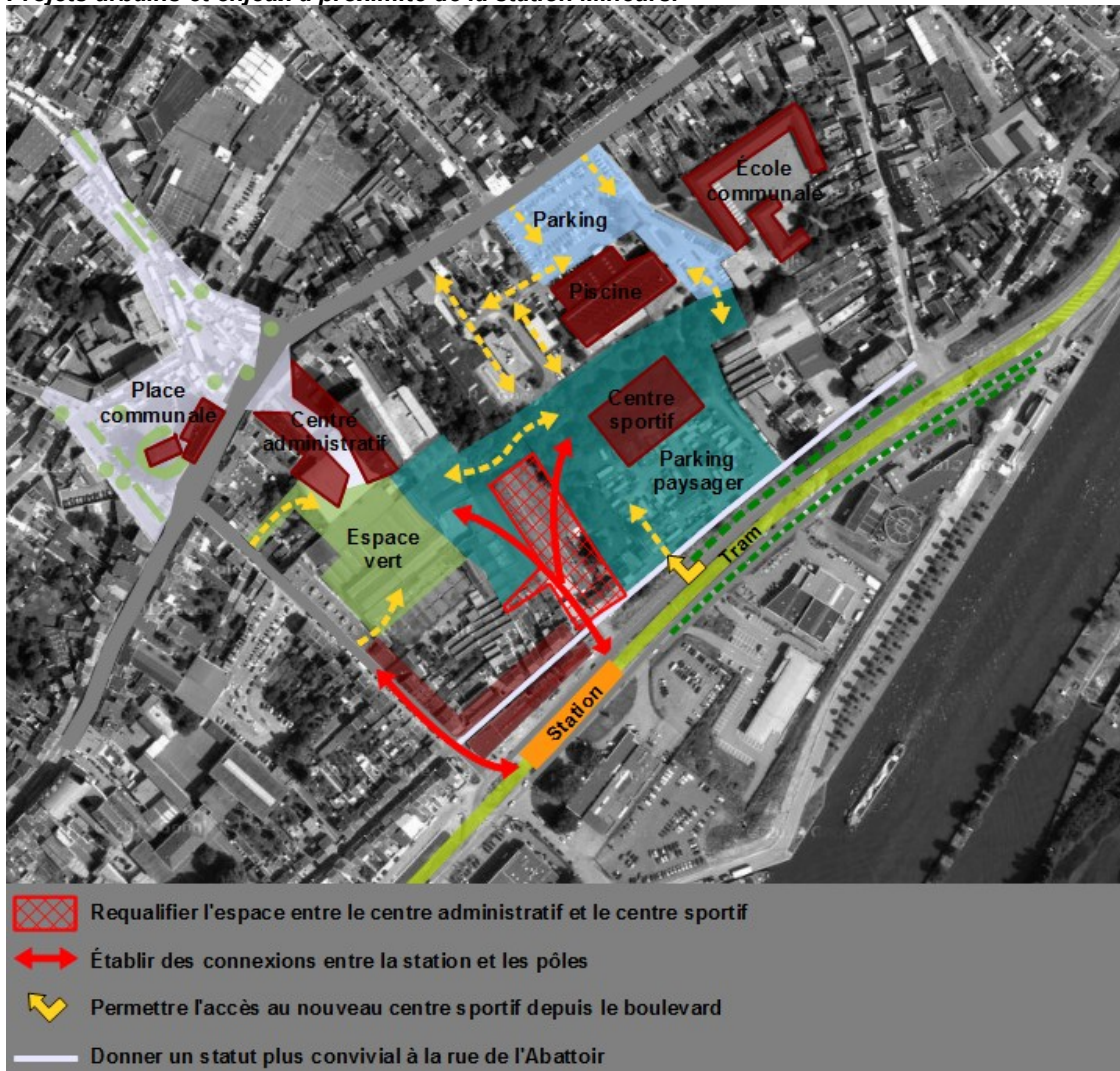 Parking
École
communale
Piscine
Place
communale
Centre
administratif
Centre
sportif
Parking
paysager
Espace
vert
Tram
Station
Requalifier l'espace entre le centre administratif et le centre sportif
Établir des connexions entre la station et les pôles
Permettre l'accès au nouveau centre sportif depuis le boulevard
Donner un statut plus convivial à la rue de l'Abattoir